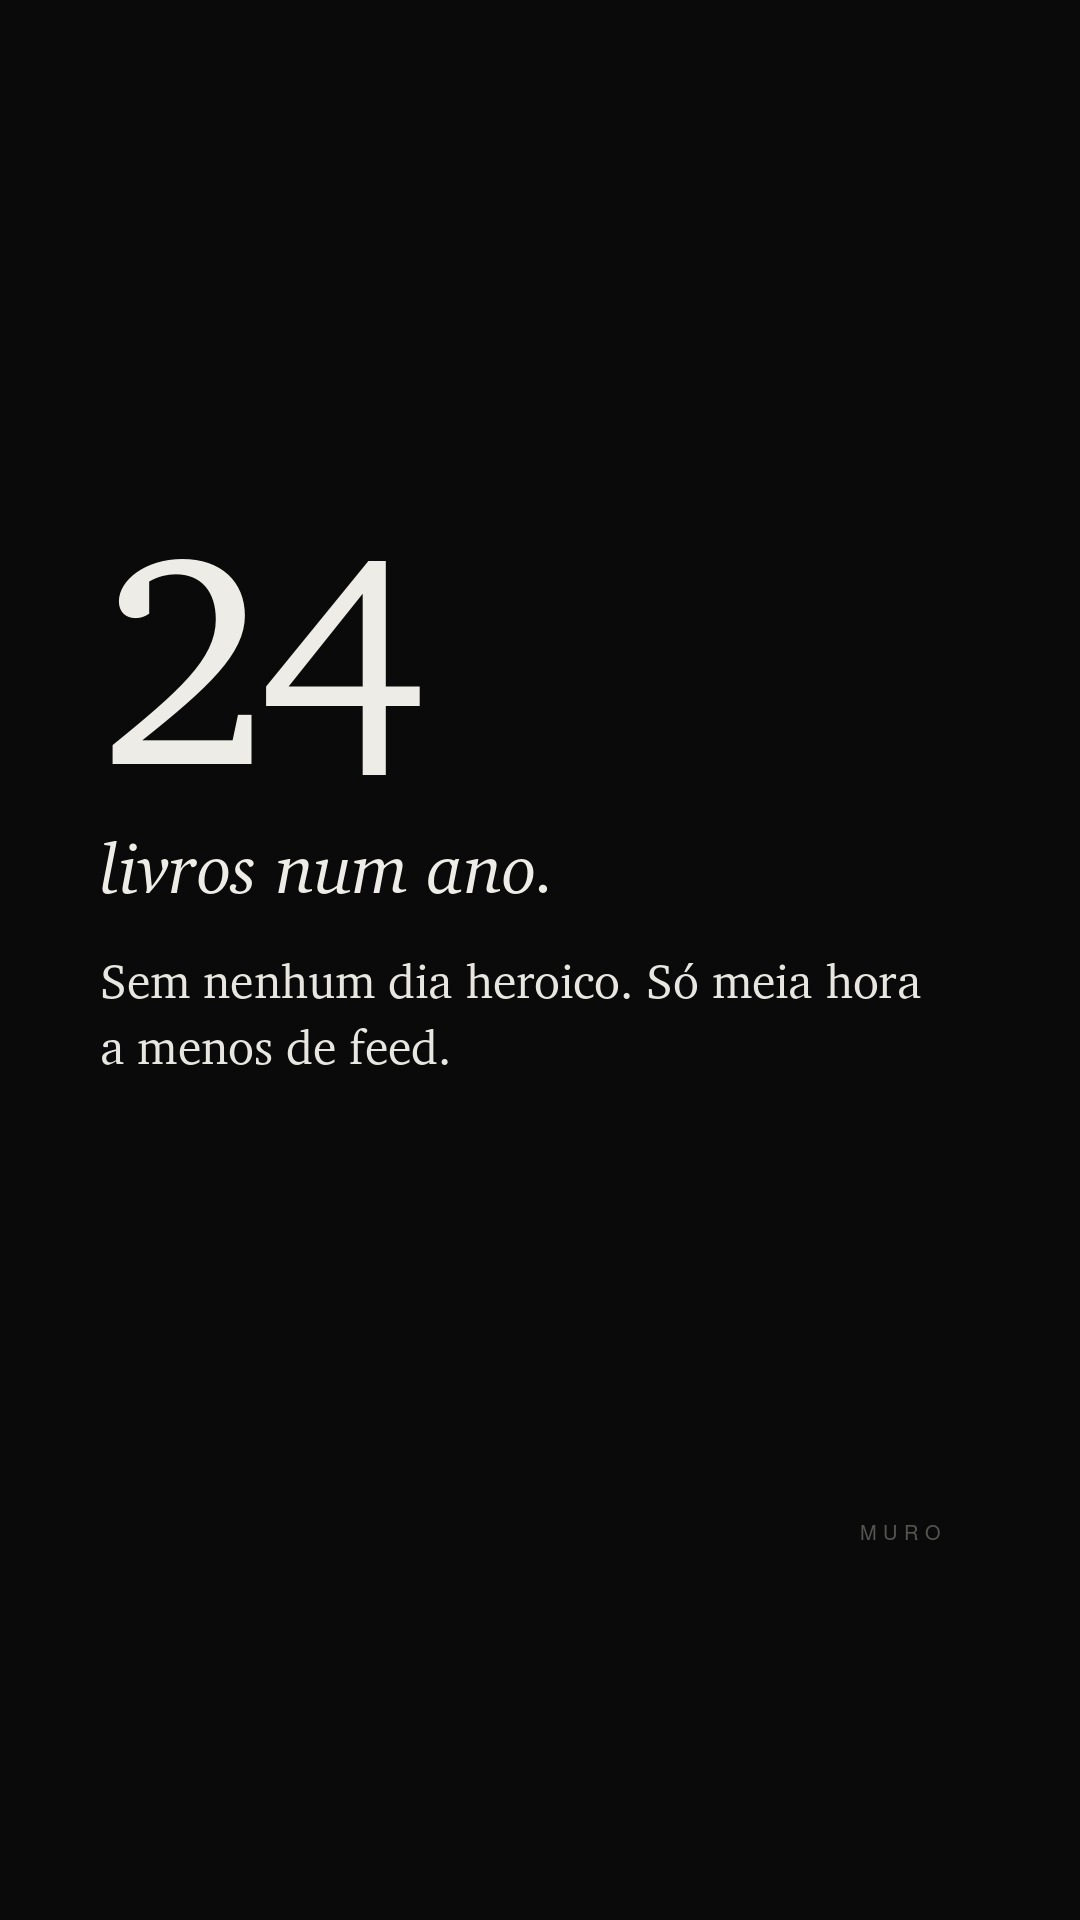 24
livros num ano.
Sem nenhum dia heroico. Só meia hora
a menos de feed.
MURO